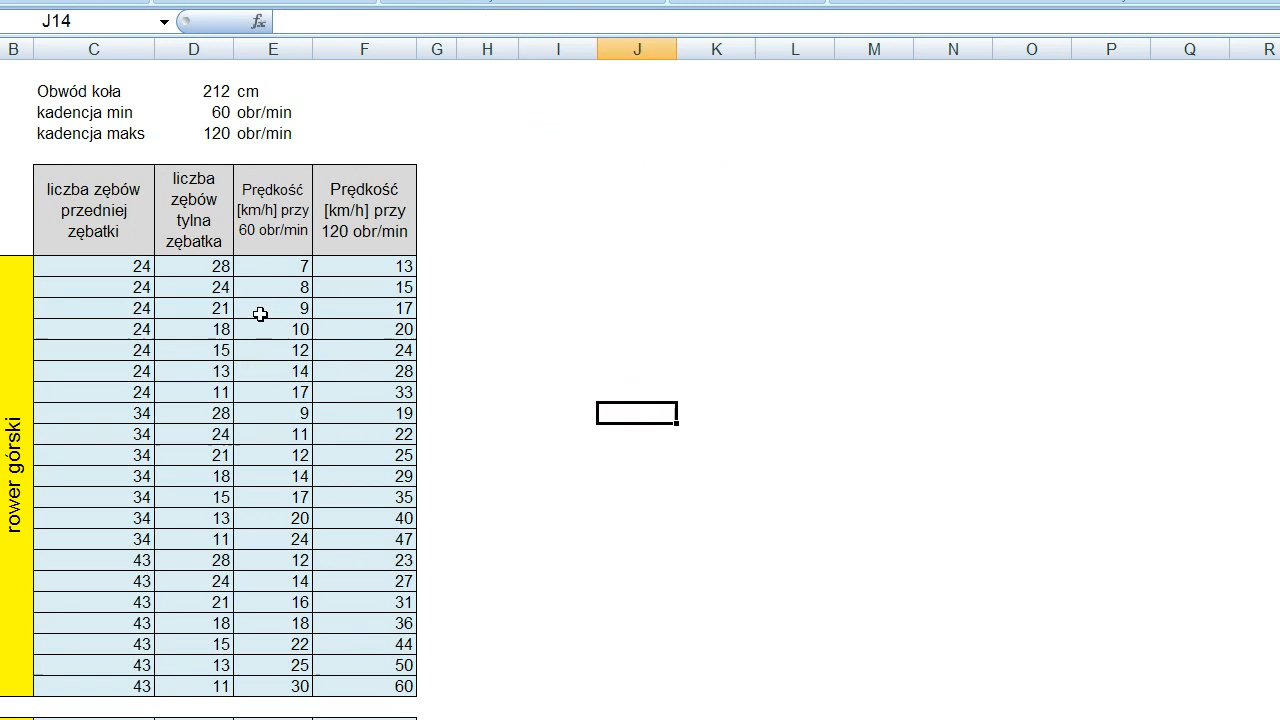 J14
fx
B C D E F G H I J K L M N O P Q R
Obwód koła 212 cm
kadencja min 60 obr/min
kadencja maks 120 obr/min
liczba zębów przedniej zębatki
liczba zębów tylna zębatka
Prędkość [km/h] przy 60 obr/min
Prędkość [km/h] przy 120 obr/min
rower górski
24 28 7 13
24 24 8 15
24 21 9 17
24 18 10 20
24 15 12 24
24 13 14 28
24 11 17 33
34 28 9 19
34 24 11 22
34 21 12 25
34 18 14 29
34 15 17 35
34 13 20 40
34 11 24 47
43 28 12 23
43 24 14 27
43 21 16 31
43 18 18 36
43 15 22 44
43 13 25 50
43 11 30 60